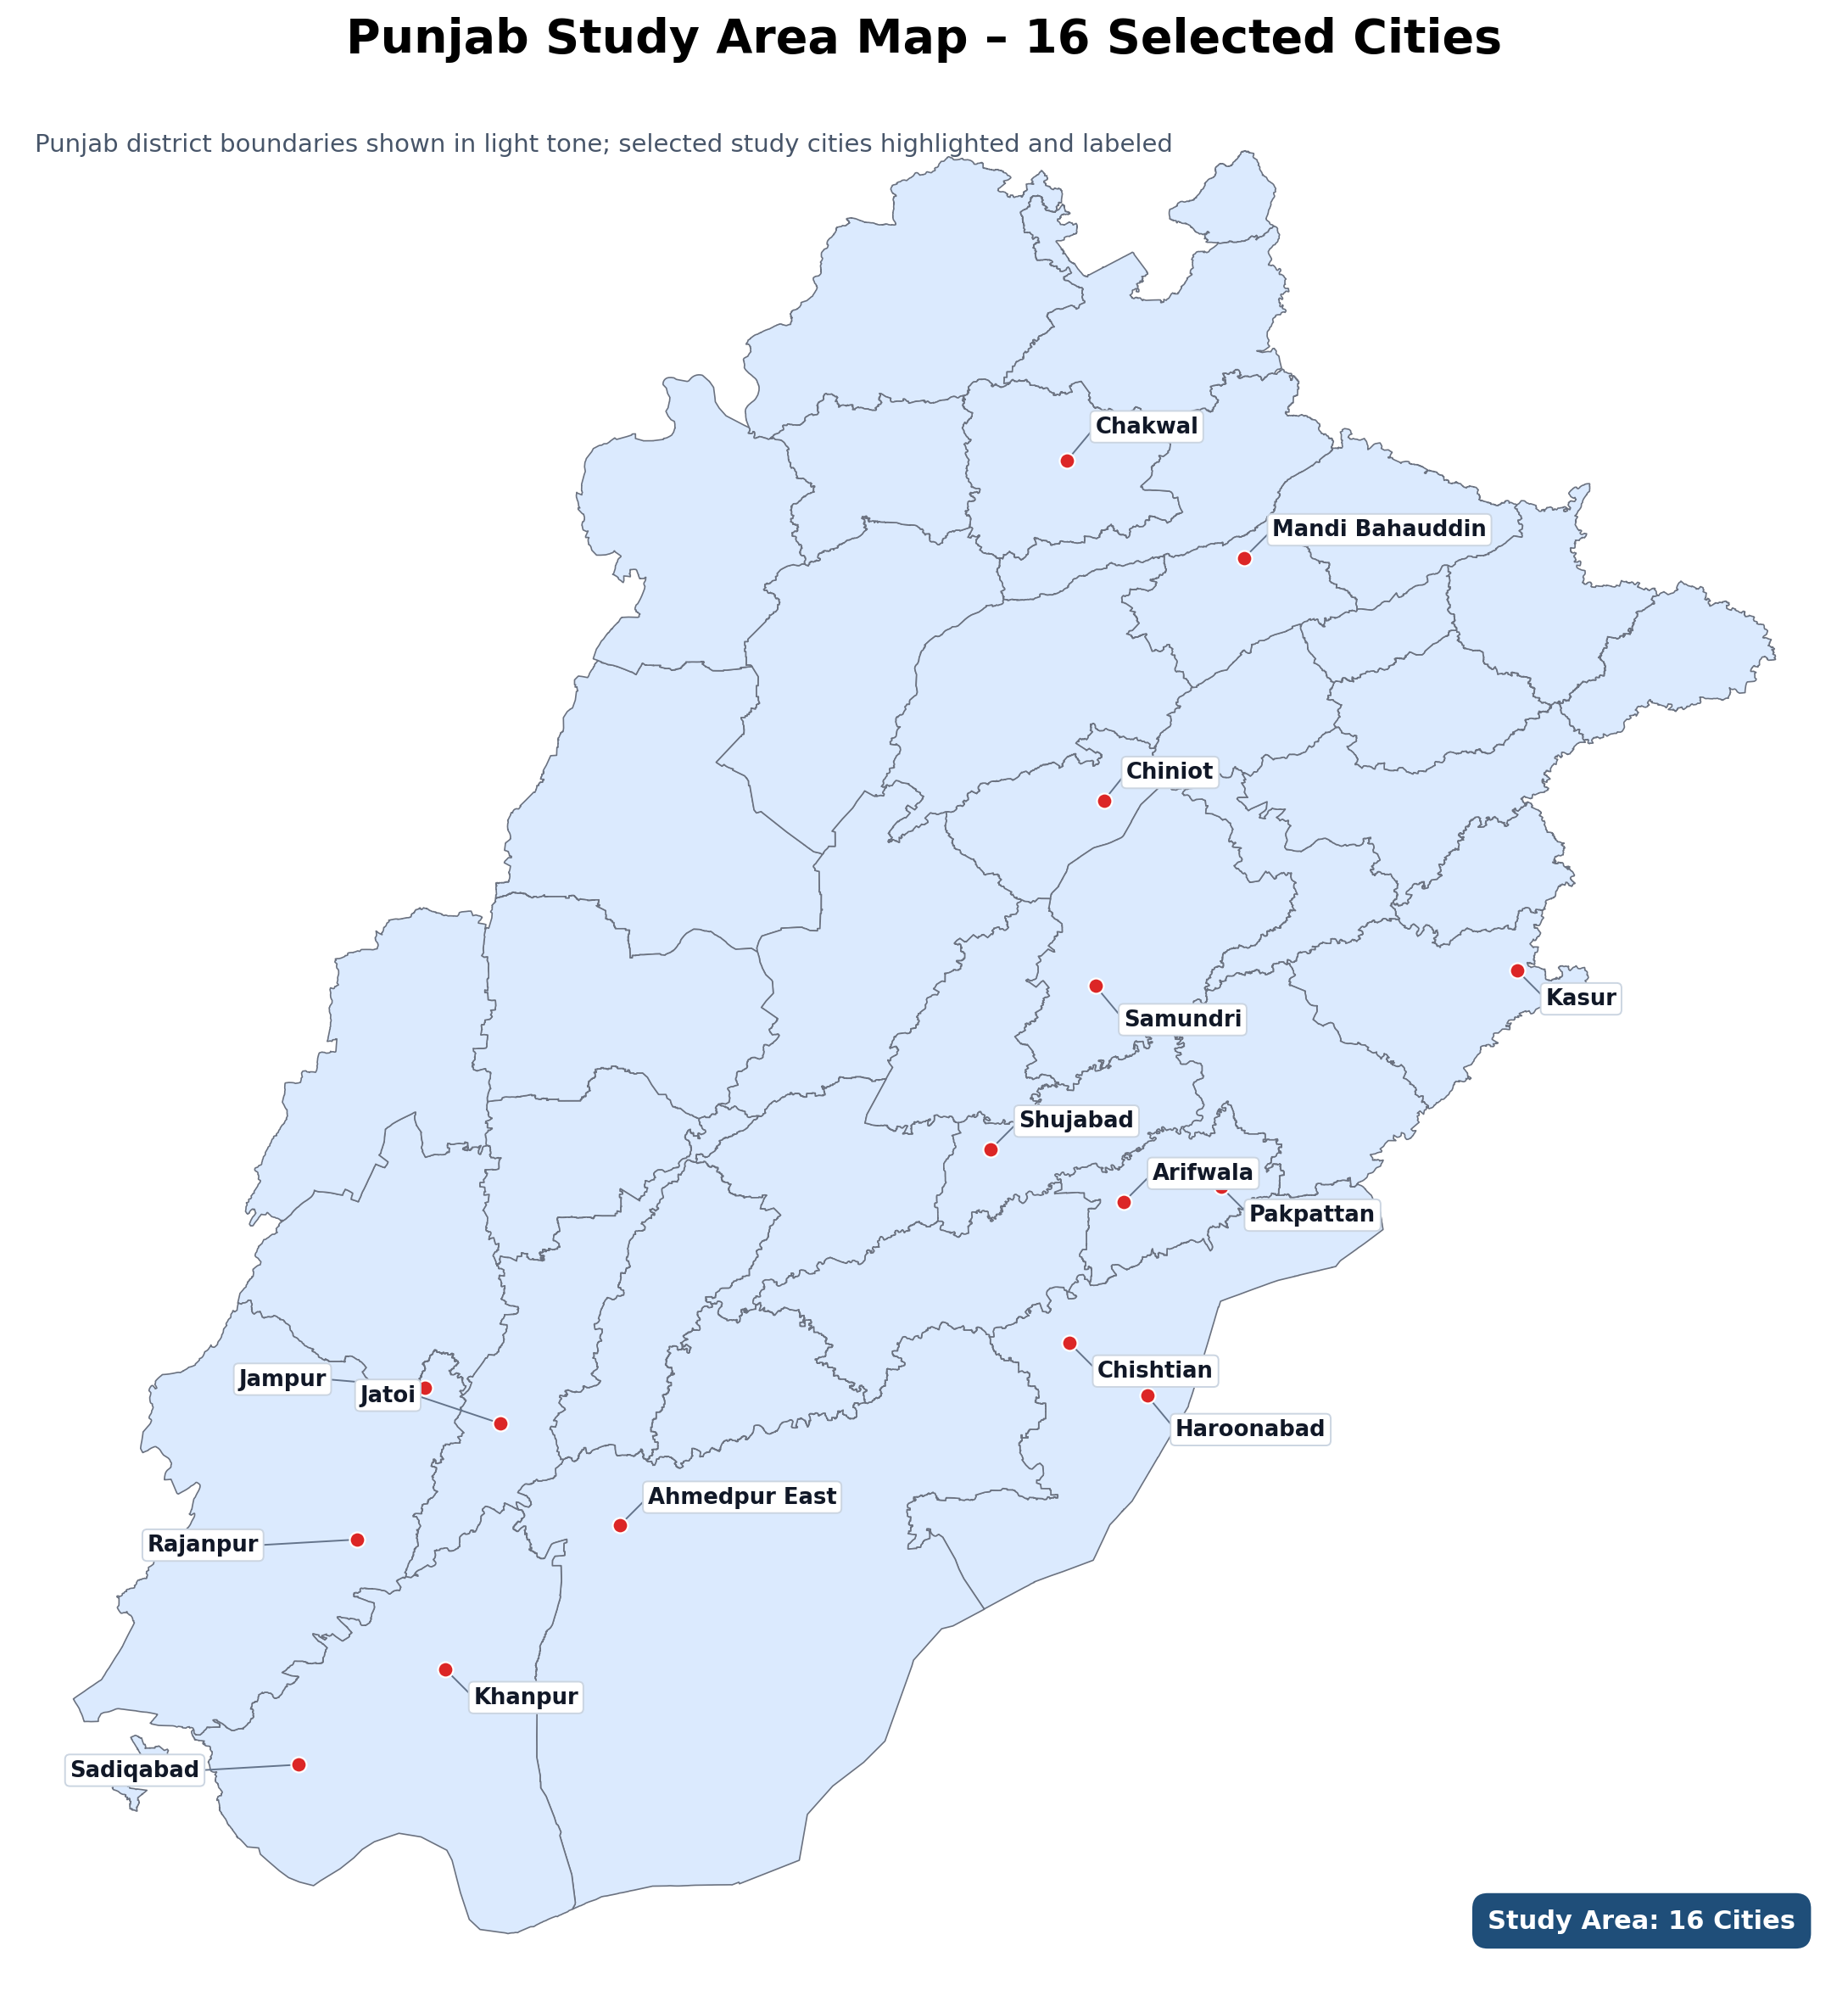 Punjab Study Area Map – 16 Selected Cities
Punjab district boundaries shown in light tone; selected study cities highlighted and labeled
Chakwal
Mandi Bahauddin
Chiniot
Kasur
Samundri
Shujabad
Arifwala
Pakpattan
Chishtian
Jampur
Jatoi
Haroonabad
Ahmedpur East
Rajanpur
Khanpur
Sadiqabad
Study Area: 16 Cities